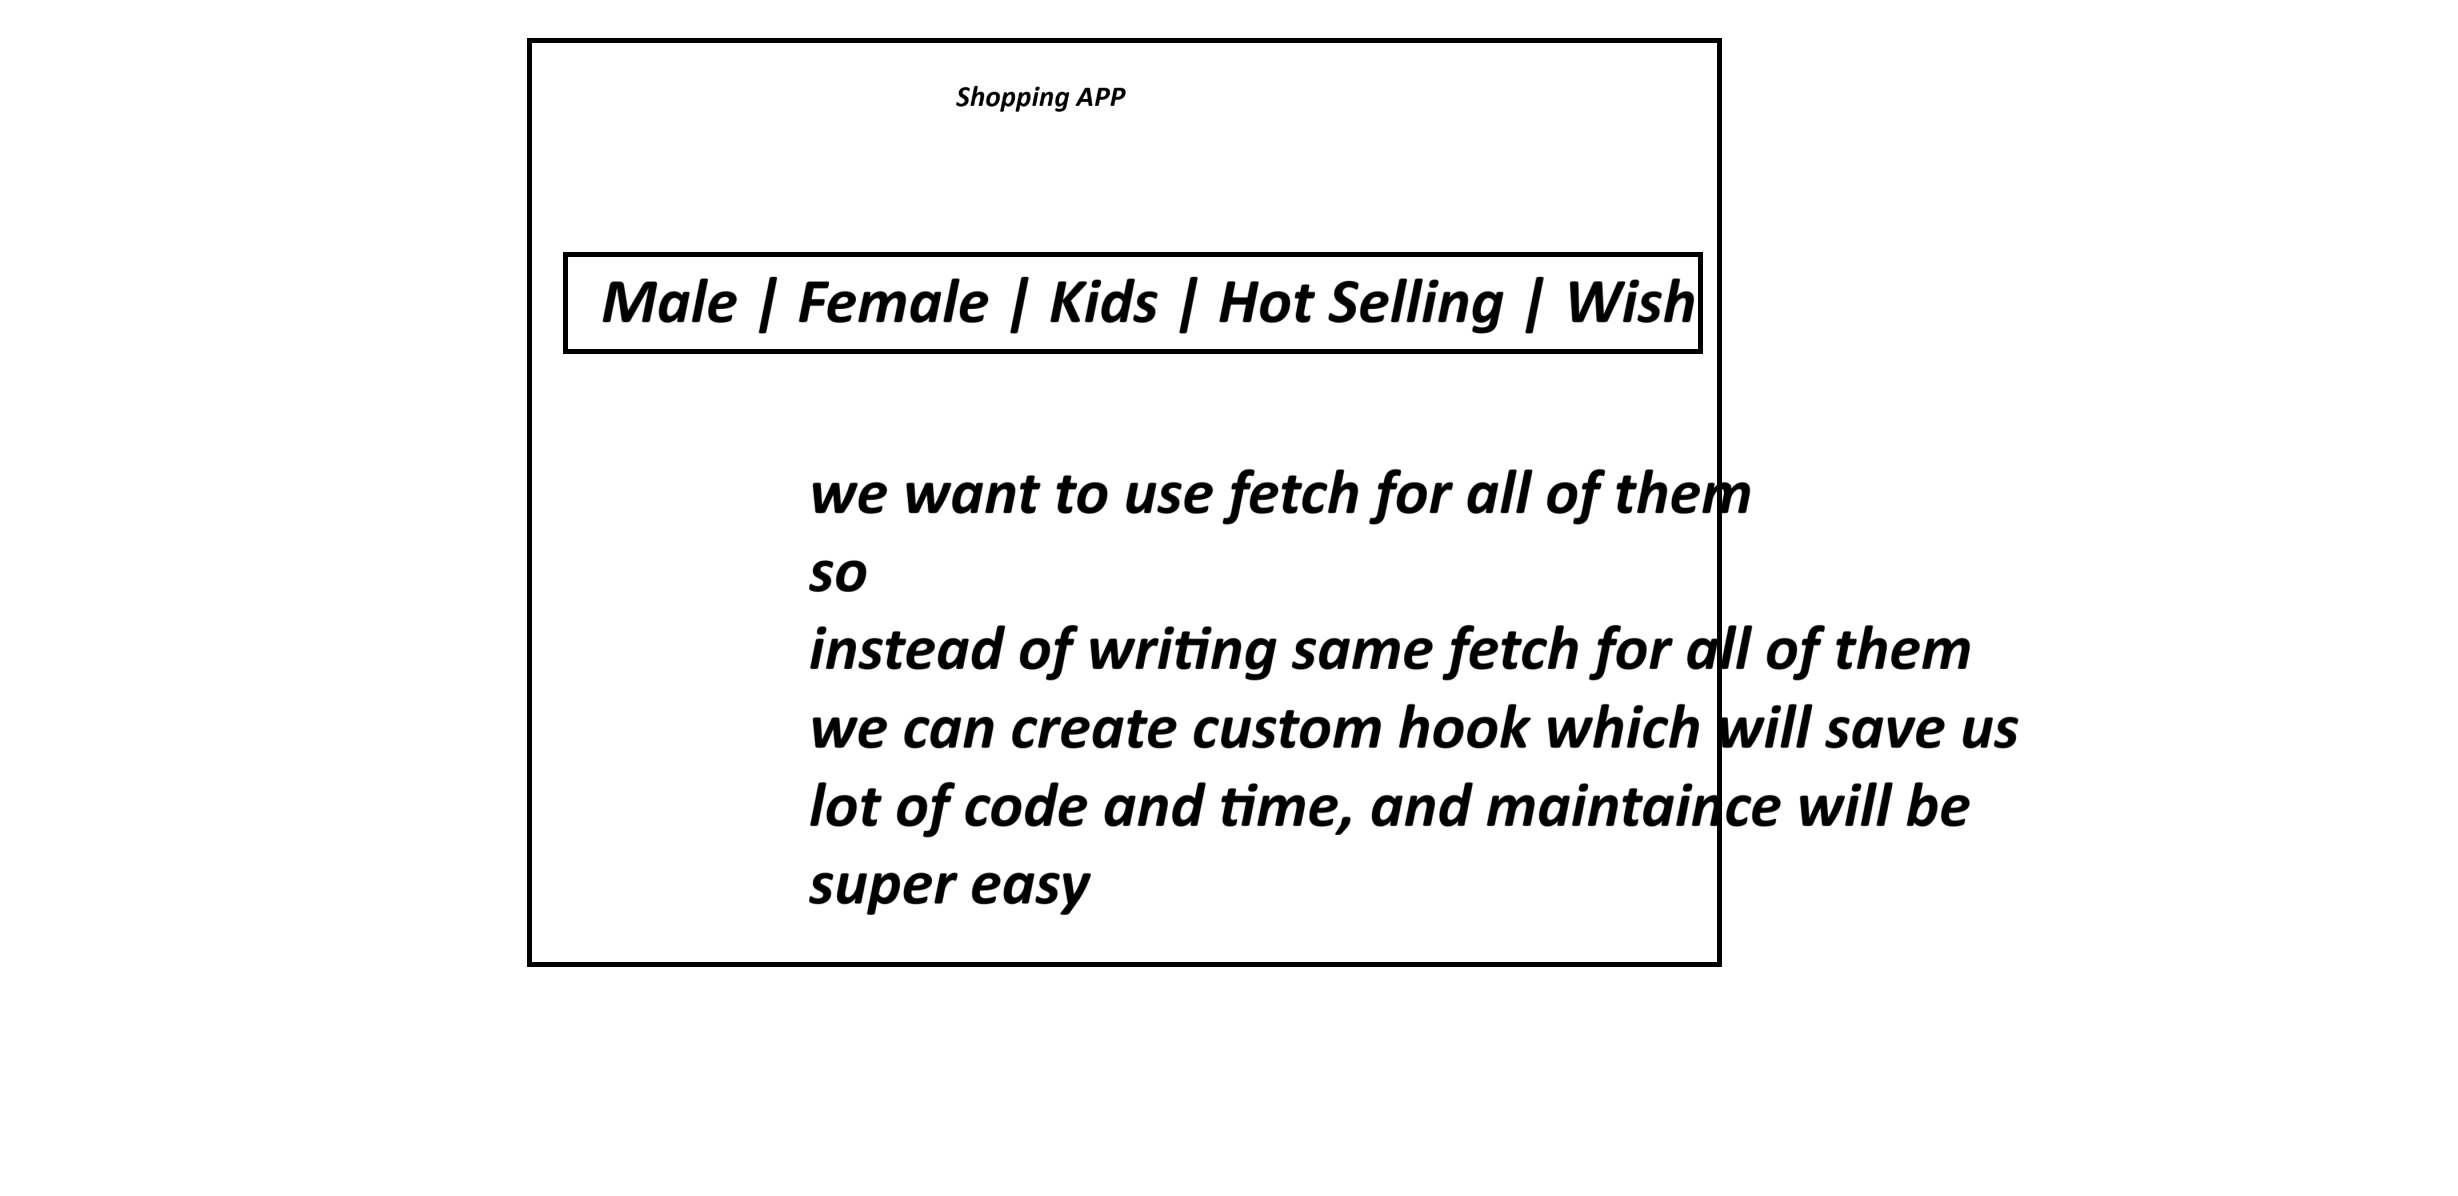 Shopping APP
Male | Female | Kids | Hot Selling | Wish
we want to use fetch for all of them
so
instead of writing same fetch for all of them
we can create custom hook which will save us
lot of code and time, and maintaince will be
super easy